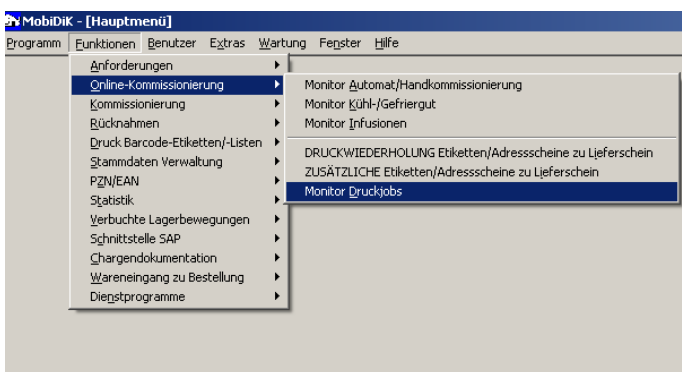 MobiDiK - [Hauptmenü]
Programm Funktionen Benutzer Extras Wartung Fenster Hilfe
Anforderungen
Online-Kommissionierung
Kommissionierung
Rücknahmen
Druck Barcode-Etiketten/-Listen
Stammdaten Verwaltung
PZN/EAN
Statistik
Verbuchte Lagerbewegungen
Schnittstelle SAP
Chargendokumentation
Wareneingang zu Bestellung
Dienstprogramme
Monitor Automat/Handkommissionierung
Monitor Kühl-/Gefriergut
Monitor Infusionen
DRUCKWIEDERHOLUNG Etiketten/Adressscheine zu Lieferschein
ZUSÄTZLICHE Etiketten/Adressscheine zu Lieferschein
Monitor Druckjobs